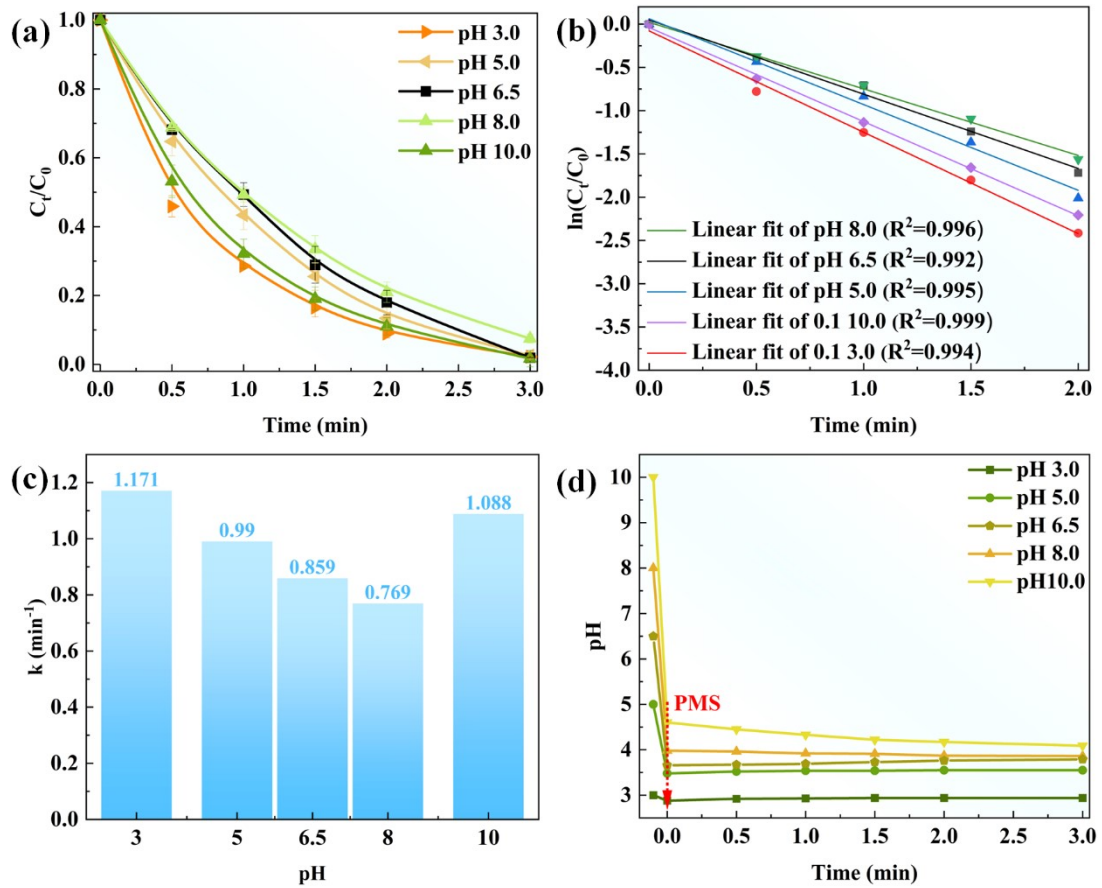 (a)
pH 3.0
pH 5.0
pH 6.5
pH 8.0
pH 10.0
1.0
0.8
0.6
0.4
0.2
0.0
Cₜ/C₀
0.0 0.5 1.0 1.5 2.0 3.0
Time (min)
(b)
0.0
-0.5
-1.0
-1.5
-2.0
-2.5
-3.0
-3.5
-4.0
ln(Cₜ/C₀)
Linear fit of pH 8.0 (R²=0.996)
Linear fit of pH 6.5 (R²=0.992)
Linear fit of pH 5.0 (R²=0.995)
Linear fit of 0.1 10.0 (R²=0.999)
Linear fit of 0.1 3.0 (R²=0.994)
0.0 0.5 1.0 1.5 2.0
Time (min)
(c)
1.2
1.0
0.8
0.6
0.4
0.2
0.0
k (min⁻¹)
1.171
0.99
0.859
0.769
1.088
3 5 6.5 8 10
pH
(d)
pH 3.0
pH 5.0
pH 6.5
pH 8.0
pH10.0
10
9
8
7
6
5
4
3
pH
PMS
0.0 0.5 1.0 1.5 2.0 2.5 3.0
Time (min)